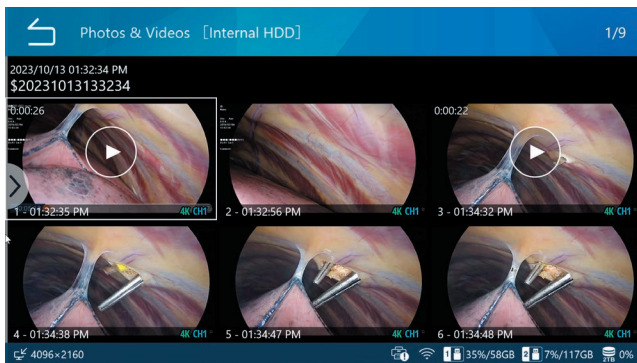 Photos & Videos [Internal HDD]
1/9
2023/10/13 01:32:34 PM
$20231013133234
0:00:26
1 - 01:32:35 PM 4K CH1
2 - 01:32:56 PM 4K CH1
0:00:22
3 - 01:34:32 PM 4K CH1
4 - 01:34:38 PM 4K CH1
5 - 01:34:47 PM 4K CH1
6 - 01:34:48 PM 4K CH1
4096×2160
1 35%/58GB
2 7%/117GB
2TB 0%